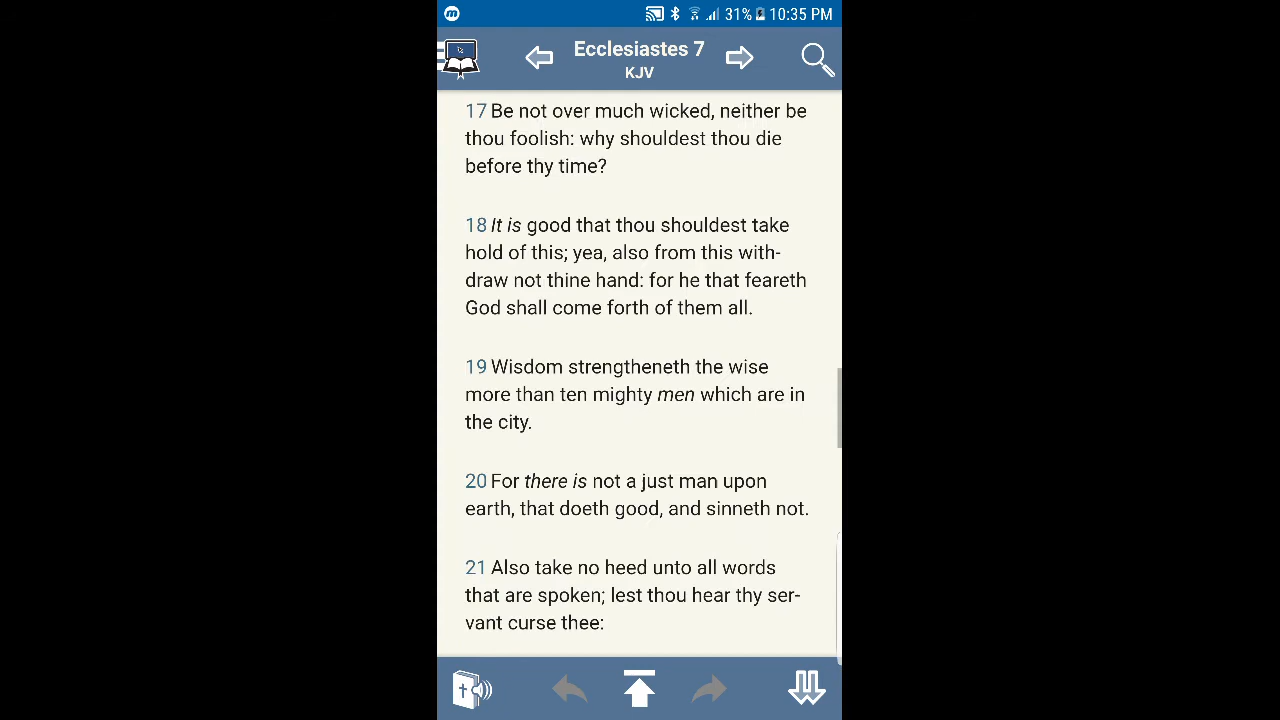 31% 10:35 PM
Ecclesiastes 7
KJV
17 Be not over much wicked, neither be
thou foolish: why shouldest thou die
before thy time?
18 It is good that thou shouldest take
hold of this; yea, also from this with-
draw not thine hand: for he that feareth
God shall come forth of them all.
19 Wisdom strengtheneth the wise
more than ten mighty men which are in
the city.
20 For there is not a just man upon
earth, that doeth good, and sinneth not.
21 Also take no heed unto all words
that are spoken; lest thou hear thy ser-
vant curse thee: